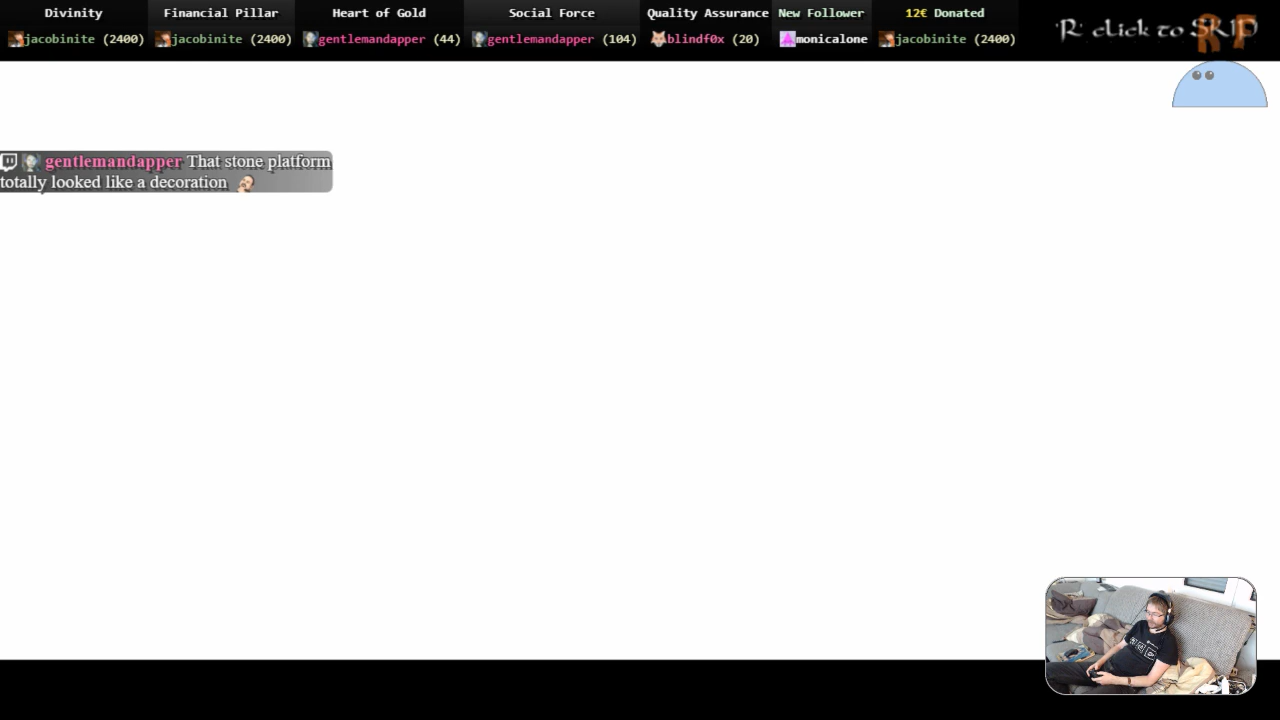 Divinity Financial Pillar Heart of Gold Social Force Quality Assurance New Follower 12€ Donated
jacobinite (2400) jacobinite (2400) gentlemandapper (44) gentlemandapper (104) blindf0x (20) monicalone jacobinite (2400)
'R' click to SKIP
gentlemandapper That stone platform
totally looked like a decoration